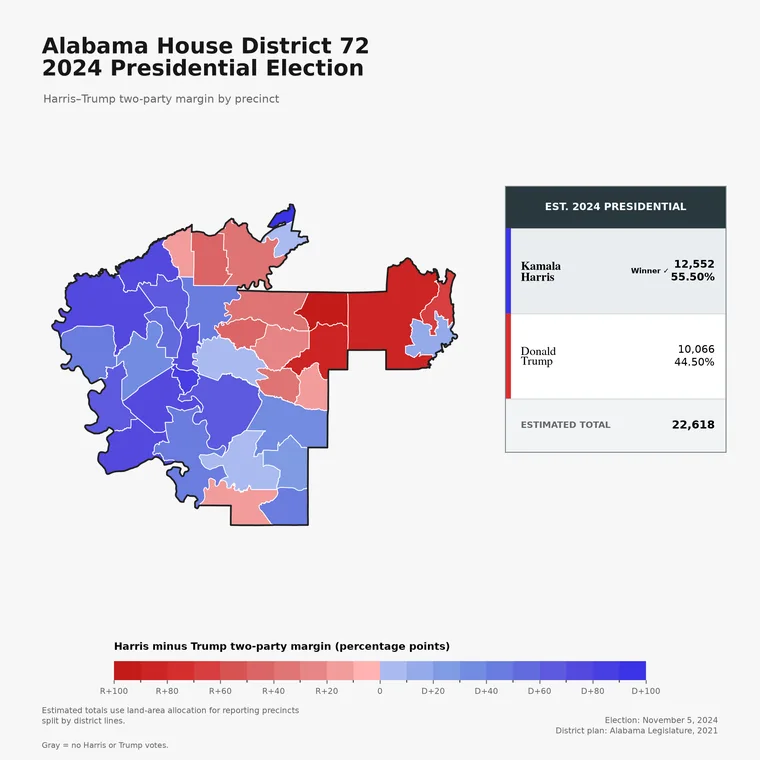 Alabama House District 72
2024 Presidential Election
Harris–Trump two-party margin by precinct
EST. 2024 PRESIDENTIAL
Kamala
Harris
Winner ✓
12,552
55.50%
Donald
Trump
10,066
44.50%
ESTIMATED TOTAL
22,618
Harris minus Trump two-party margin (percentage points)
R+100 R+80 R+60 R+40 R+20 0 D+20 D+40 D+60 D+80 D+100
Estimated totals use land-area allocation for reporting precincts
split by district lines.
Gray = no Harris or Trump votes.
Election: November 5, 2024
District plan: Alabama Legislature, 2021